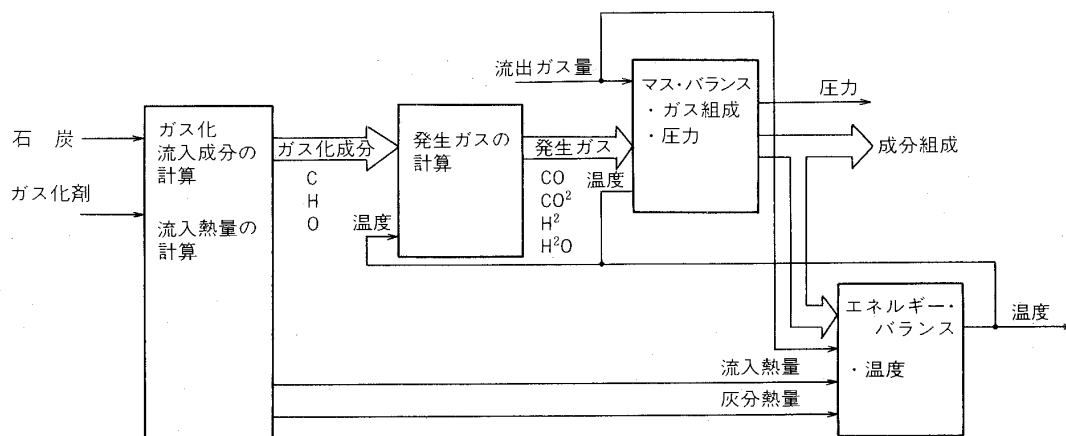 石 炭
ガス化剤
ガス化
流入成分の
計算
流入熱量の
計算
ガス化成分
C
H
O
温度
発生ガスの
計算
発生ガス
CO
CO²
H²
H²O
温度
流出ガス量
マス・バランス
・ガス組成
・圧力
圧力
成分組成
エネルギー・
バランス
・温度
温度
流入熱量
灰分熱量